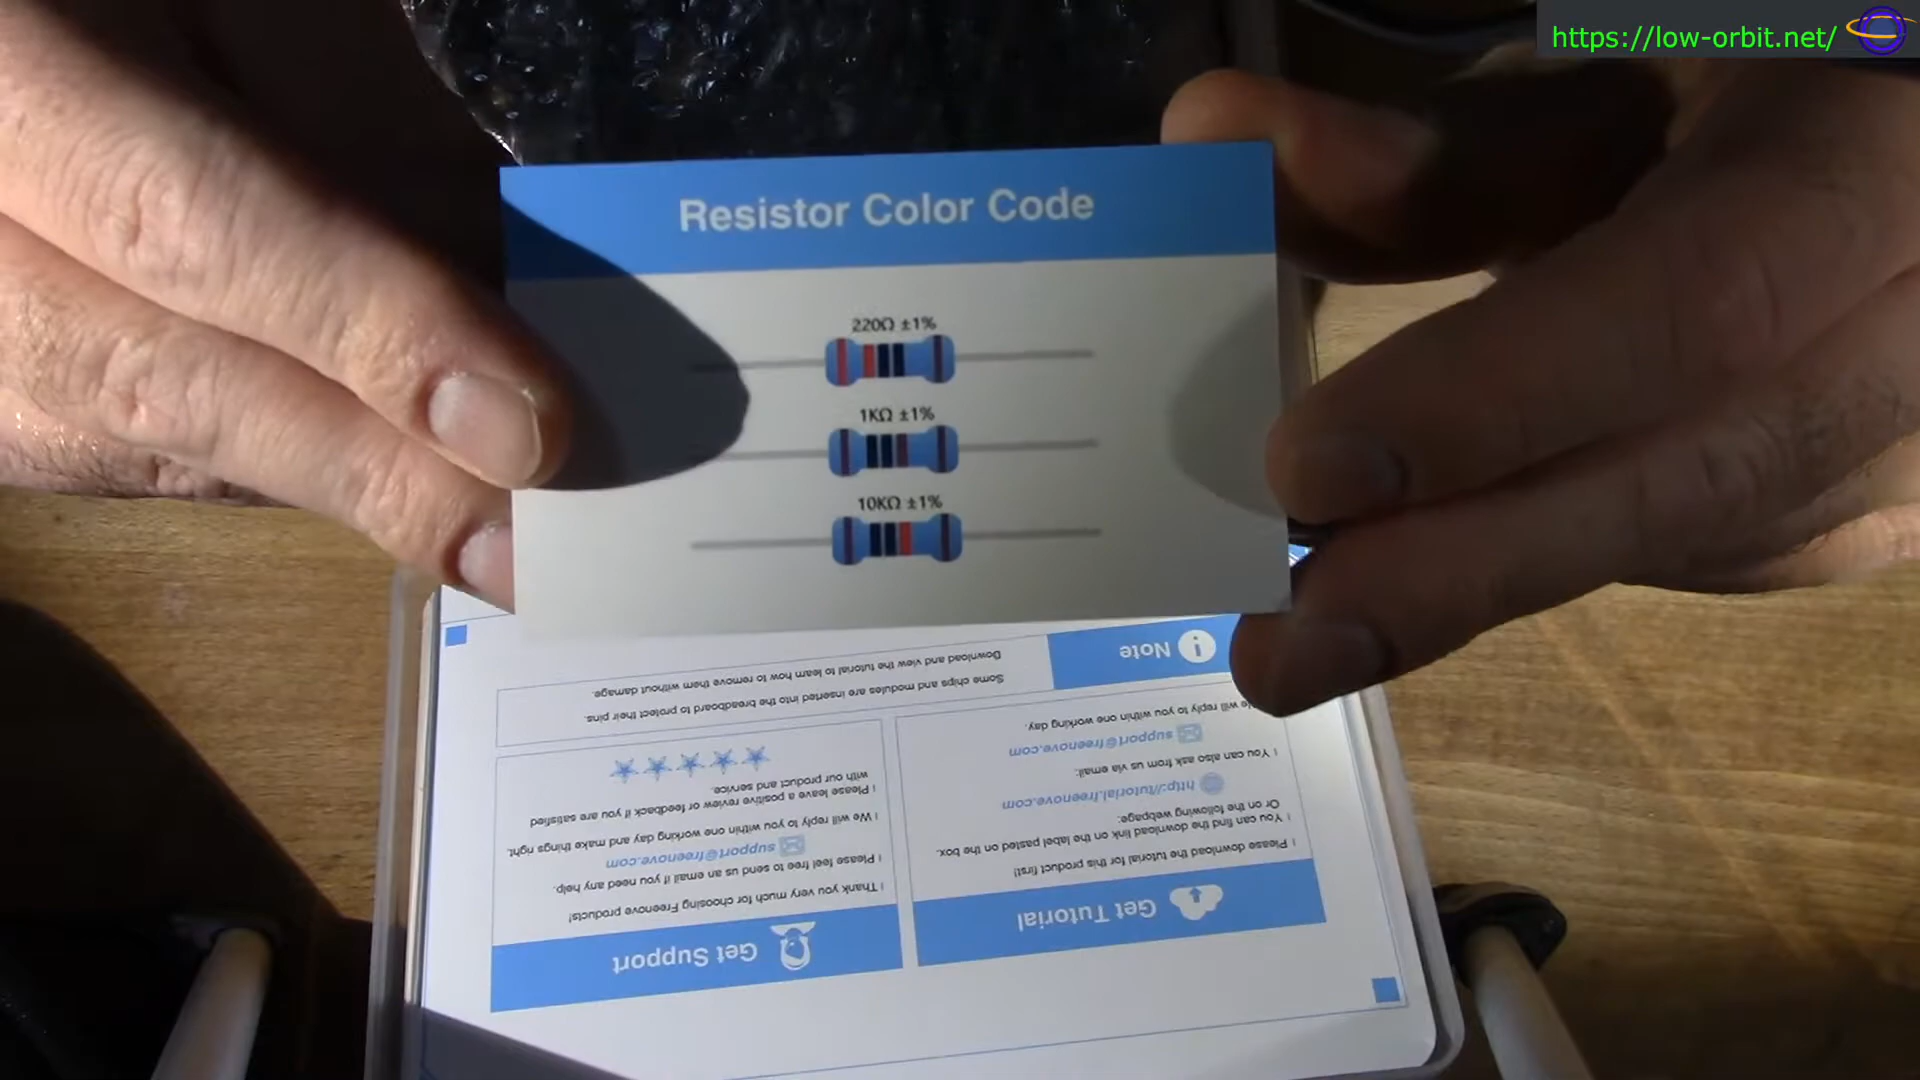 https://low-orbit.net/
Resistor Color Code
220Ω ±1%
1KΩ ±1%
10KΩ ±1%
Get Support
Thank you very much for choosing Freenove products!
Please feel free to send us an email if you need any help.
support@freenove.com
We will reply to you within one working day and make things right.
Please leave a positive review or feedback if you are satisfied
with our product and service.
Get Tutorial
Please download the tutorial for this product first!
You can find the download link on the label pasted on the box.
Or on the following webpage:
http://tutorial.freenove.com
You can also ask from us via email:
support@freenove.com
We will reply to you within one working day.
Note
Some chips and modules are inserted into the breadboard to protect their pins.
Download and view the tutorial to learn how to remove them without damage.